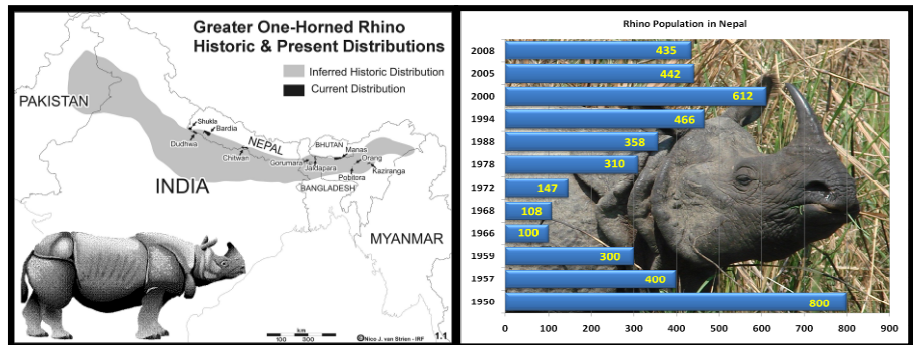 Greater One-Horned Rhino
Historic & Present Distributions
Inferred Historic Distribution
Current Distribution
PAKISTAN
Shukla
Bardia
Dudhwa
NEPAL
Chitwan
BHUTAN
Manas
Gorumara
Jaldapara
Orang
Kaziranga
Pobitora
INDIA
BANGLADESH
MYANMAR
km
100 300
©Nico J. van Strien - IRF
1.1
Rhino Population in Nepal
2008 435
2005 442
2000 612
1994 466
1988 358
1978 310
1972 147
1968 108
1966 100
1959 300
1957 400
1950 800
0 100 200 300 400 500 600 700 800 900